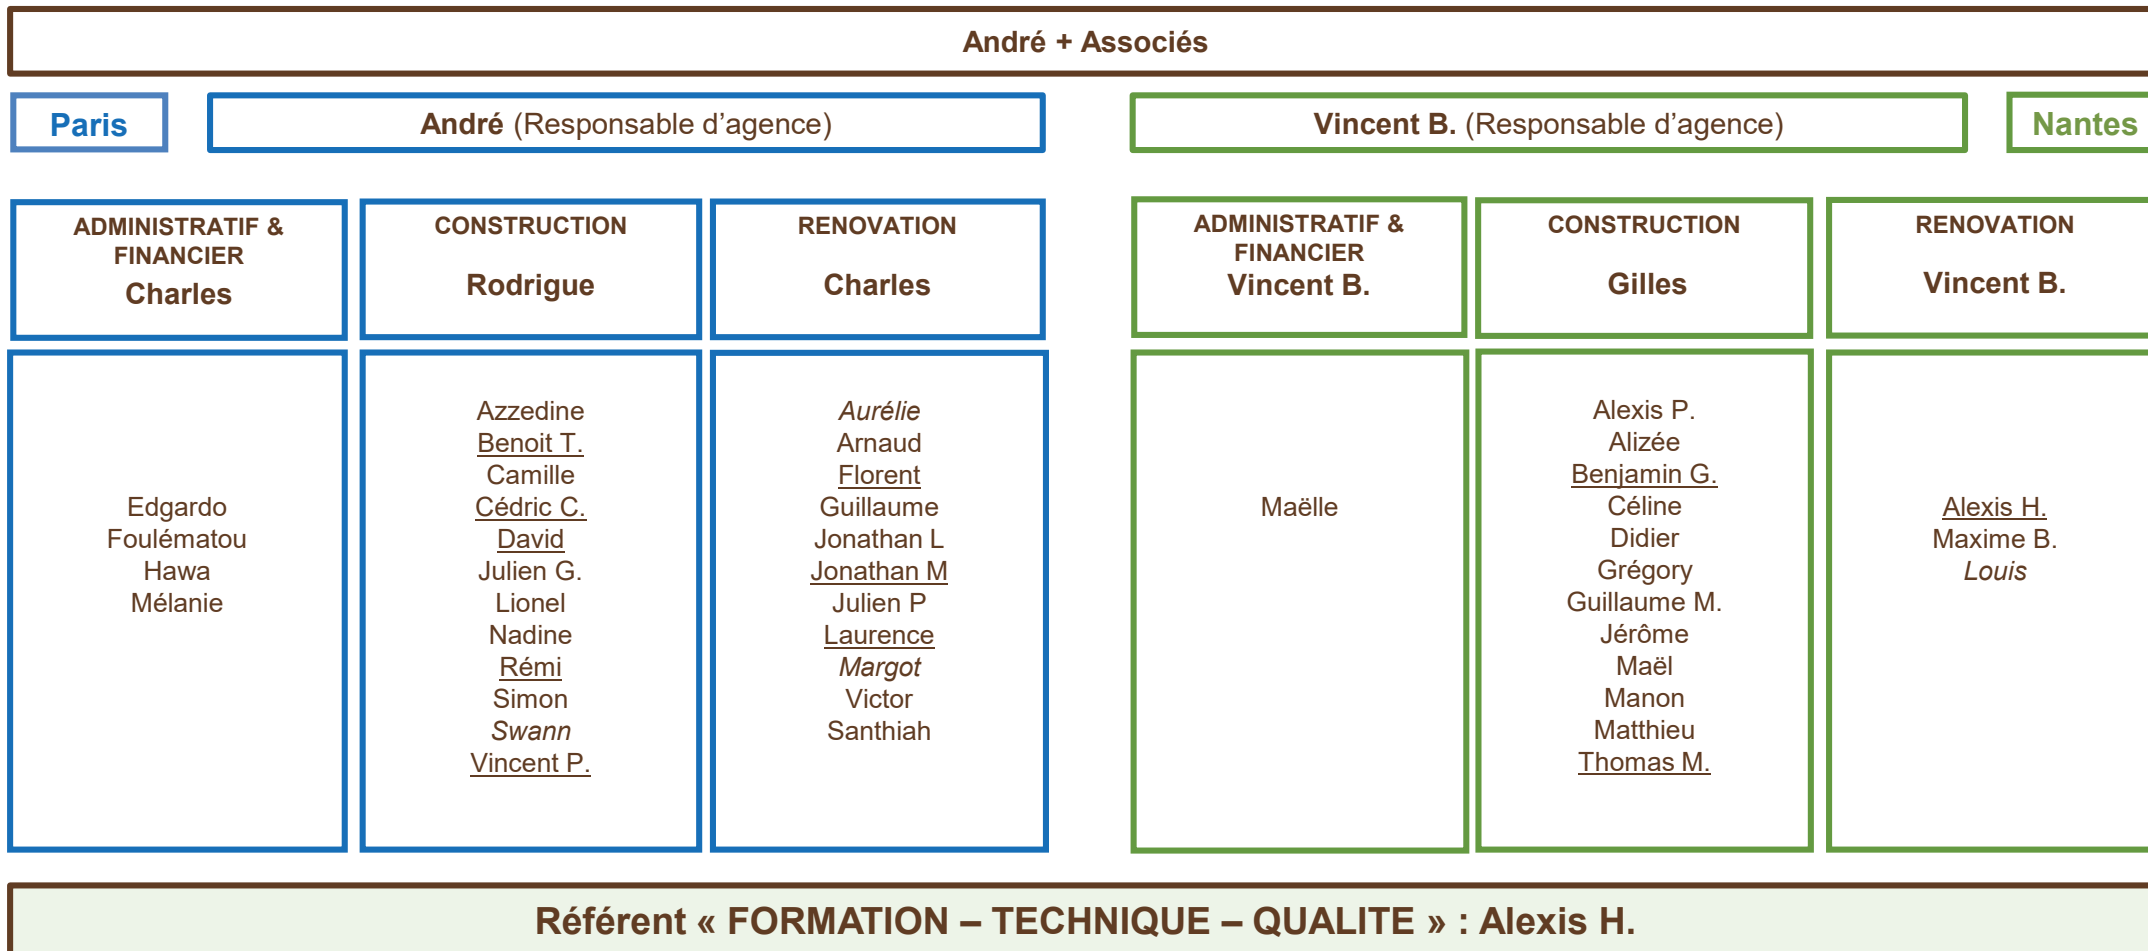 André + Associés
Paris
André (Responsable d’agence)
Vincent B. (Responsable d’agence)
Nantes
ADMINISTRATIF &
FINANCIER
Charles
CONSTRUCTION
Rodrigue
RENOVATION
Charles
ADMINISTRATIF &
FINANCIER
Vincent B.
CONSTRUCTION
Gilles
RENOVATION
Vincent B.
Edgardo
Foulématou
Hawa
Mélanie
Azzedine
Benoit T.
Camille
Cédric C.
David
Julien G.
Lionel
Nadine
Rémi
Simon
Swann
Vincent P.
Aurélie
Arnaud
Florent
Guillaume
Jonathan L
Jonathan M
Julien P
Laurence
Margot
Victor
Santhiah
Maëlle
Alexis P.
Alizée
Benjamin G.
Céline
Didier
Grégory
Guillaume M.
Jérôme
Maël
Manon
Matthieu
Thomas M.
Alexis H.
Maxime B.
Louis
Référent « FORMATION – TECHNIQUE – QUALITE » : Alexis H.